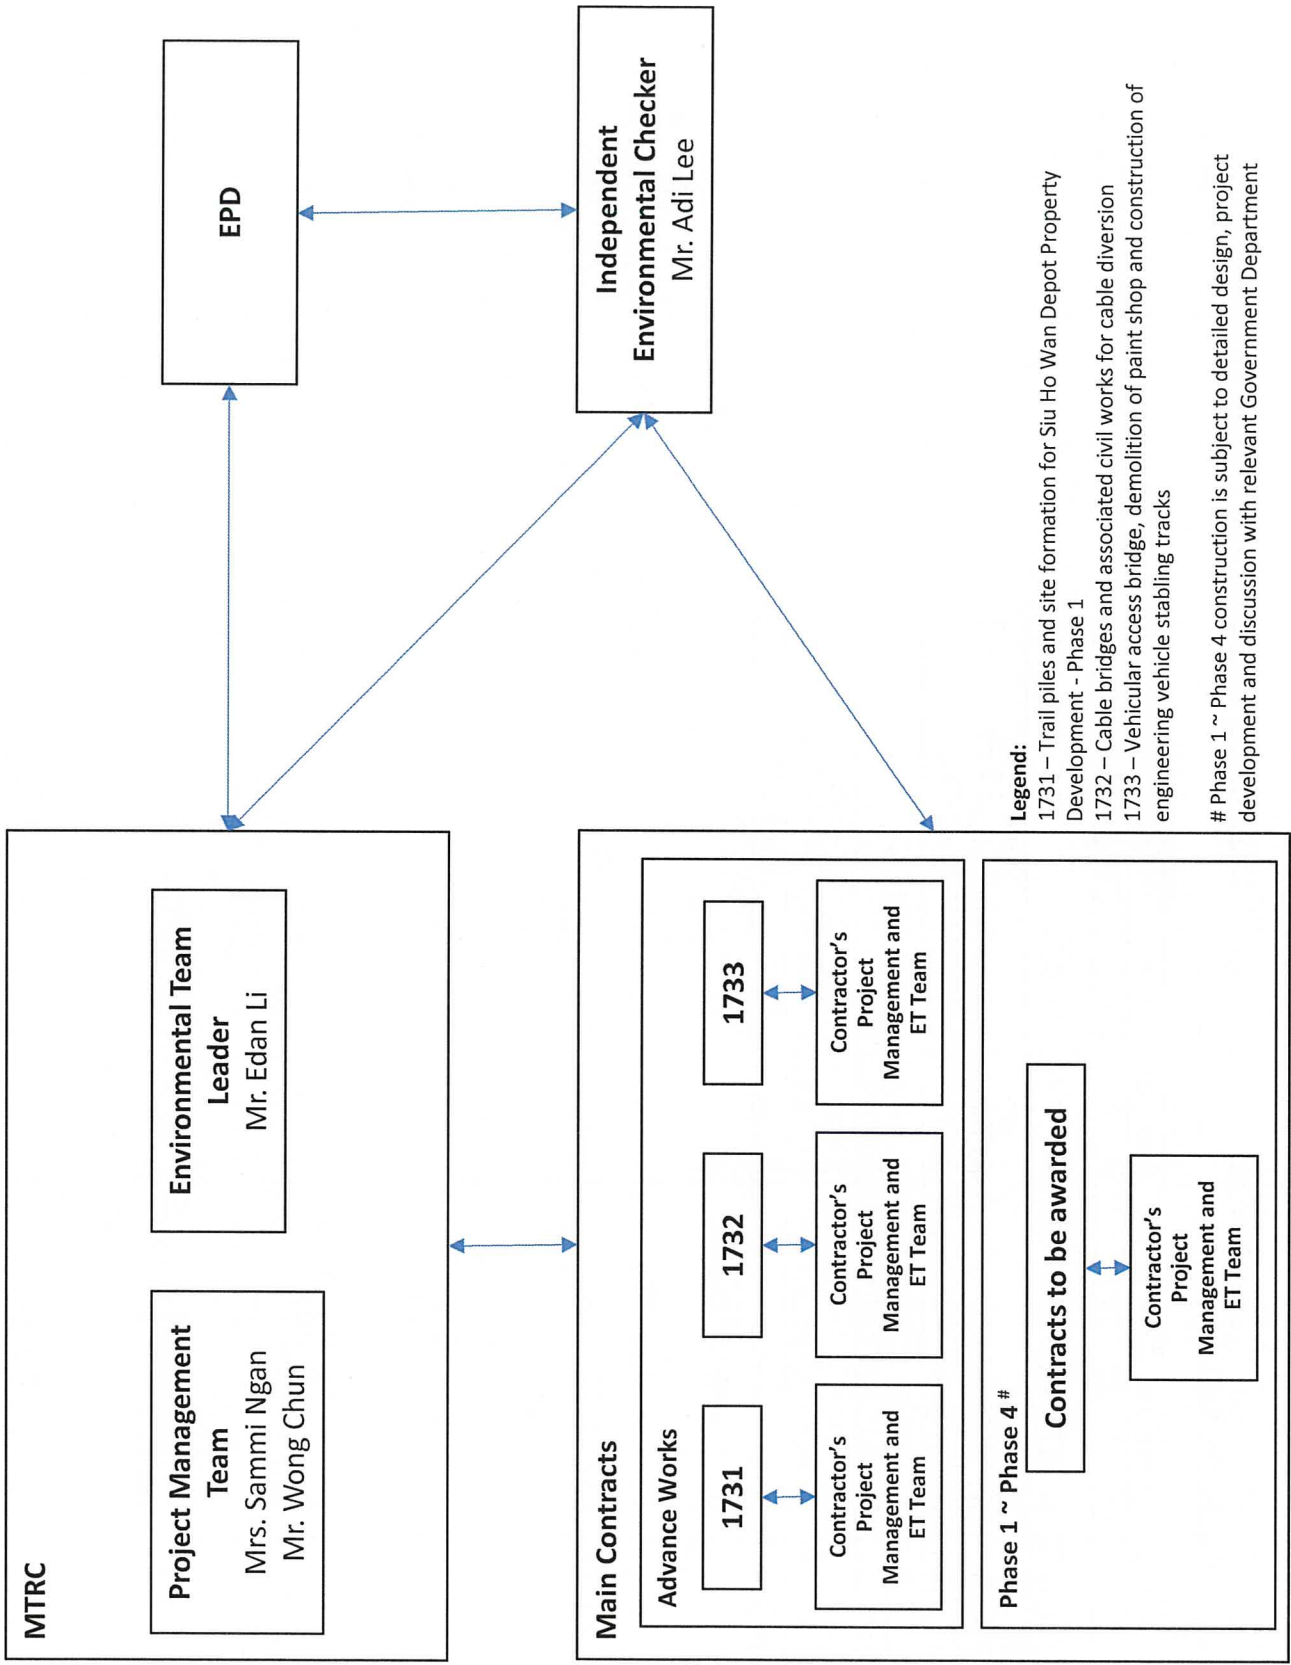 MTRC
Project Management
Team
Mrs. Sammi Ngan
Mr. Wong Chun
Environmental Team
Leader
Mr. Edan Li
EPD
Independent
Environmental Checker
Mr. Adi Lee
Main Contracts
Advance Works
1731
Contractor's
Project
Management and
ET Team
1732
Contractor's
Project
Management and
ET Team
1733
Contractor's
Project
Management and
ET Team
Phase 1 ~ Phase 4 #
Contracts to be awarded
Contractor's
Project
Management and
ET Team
Legend:
1731 – Trail piles and site formation for Siu Ho Wan Depot Property
Development - Phase 1
1732 – Cable bridges and associated civil works for cable diversion
1733 – Vehicular access bridge, demolition of paint shop and construction of
engineering vehicle stabling tracks
# Phase 1 ~ Phase 4 construction is subject to detailed design, project
development and discussion with relevant Government Department